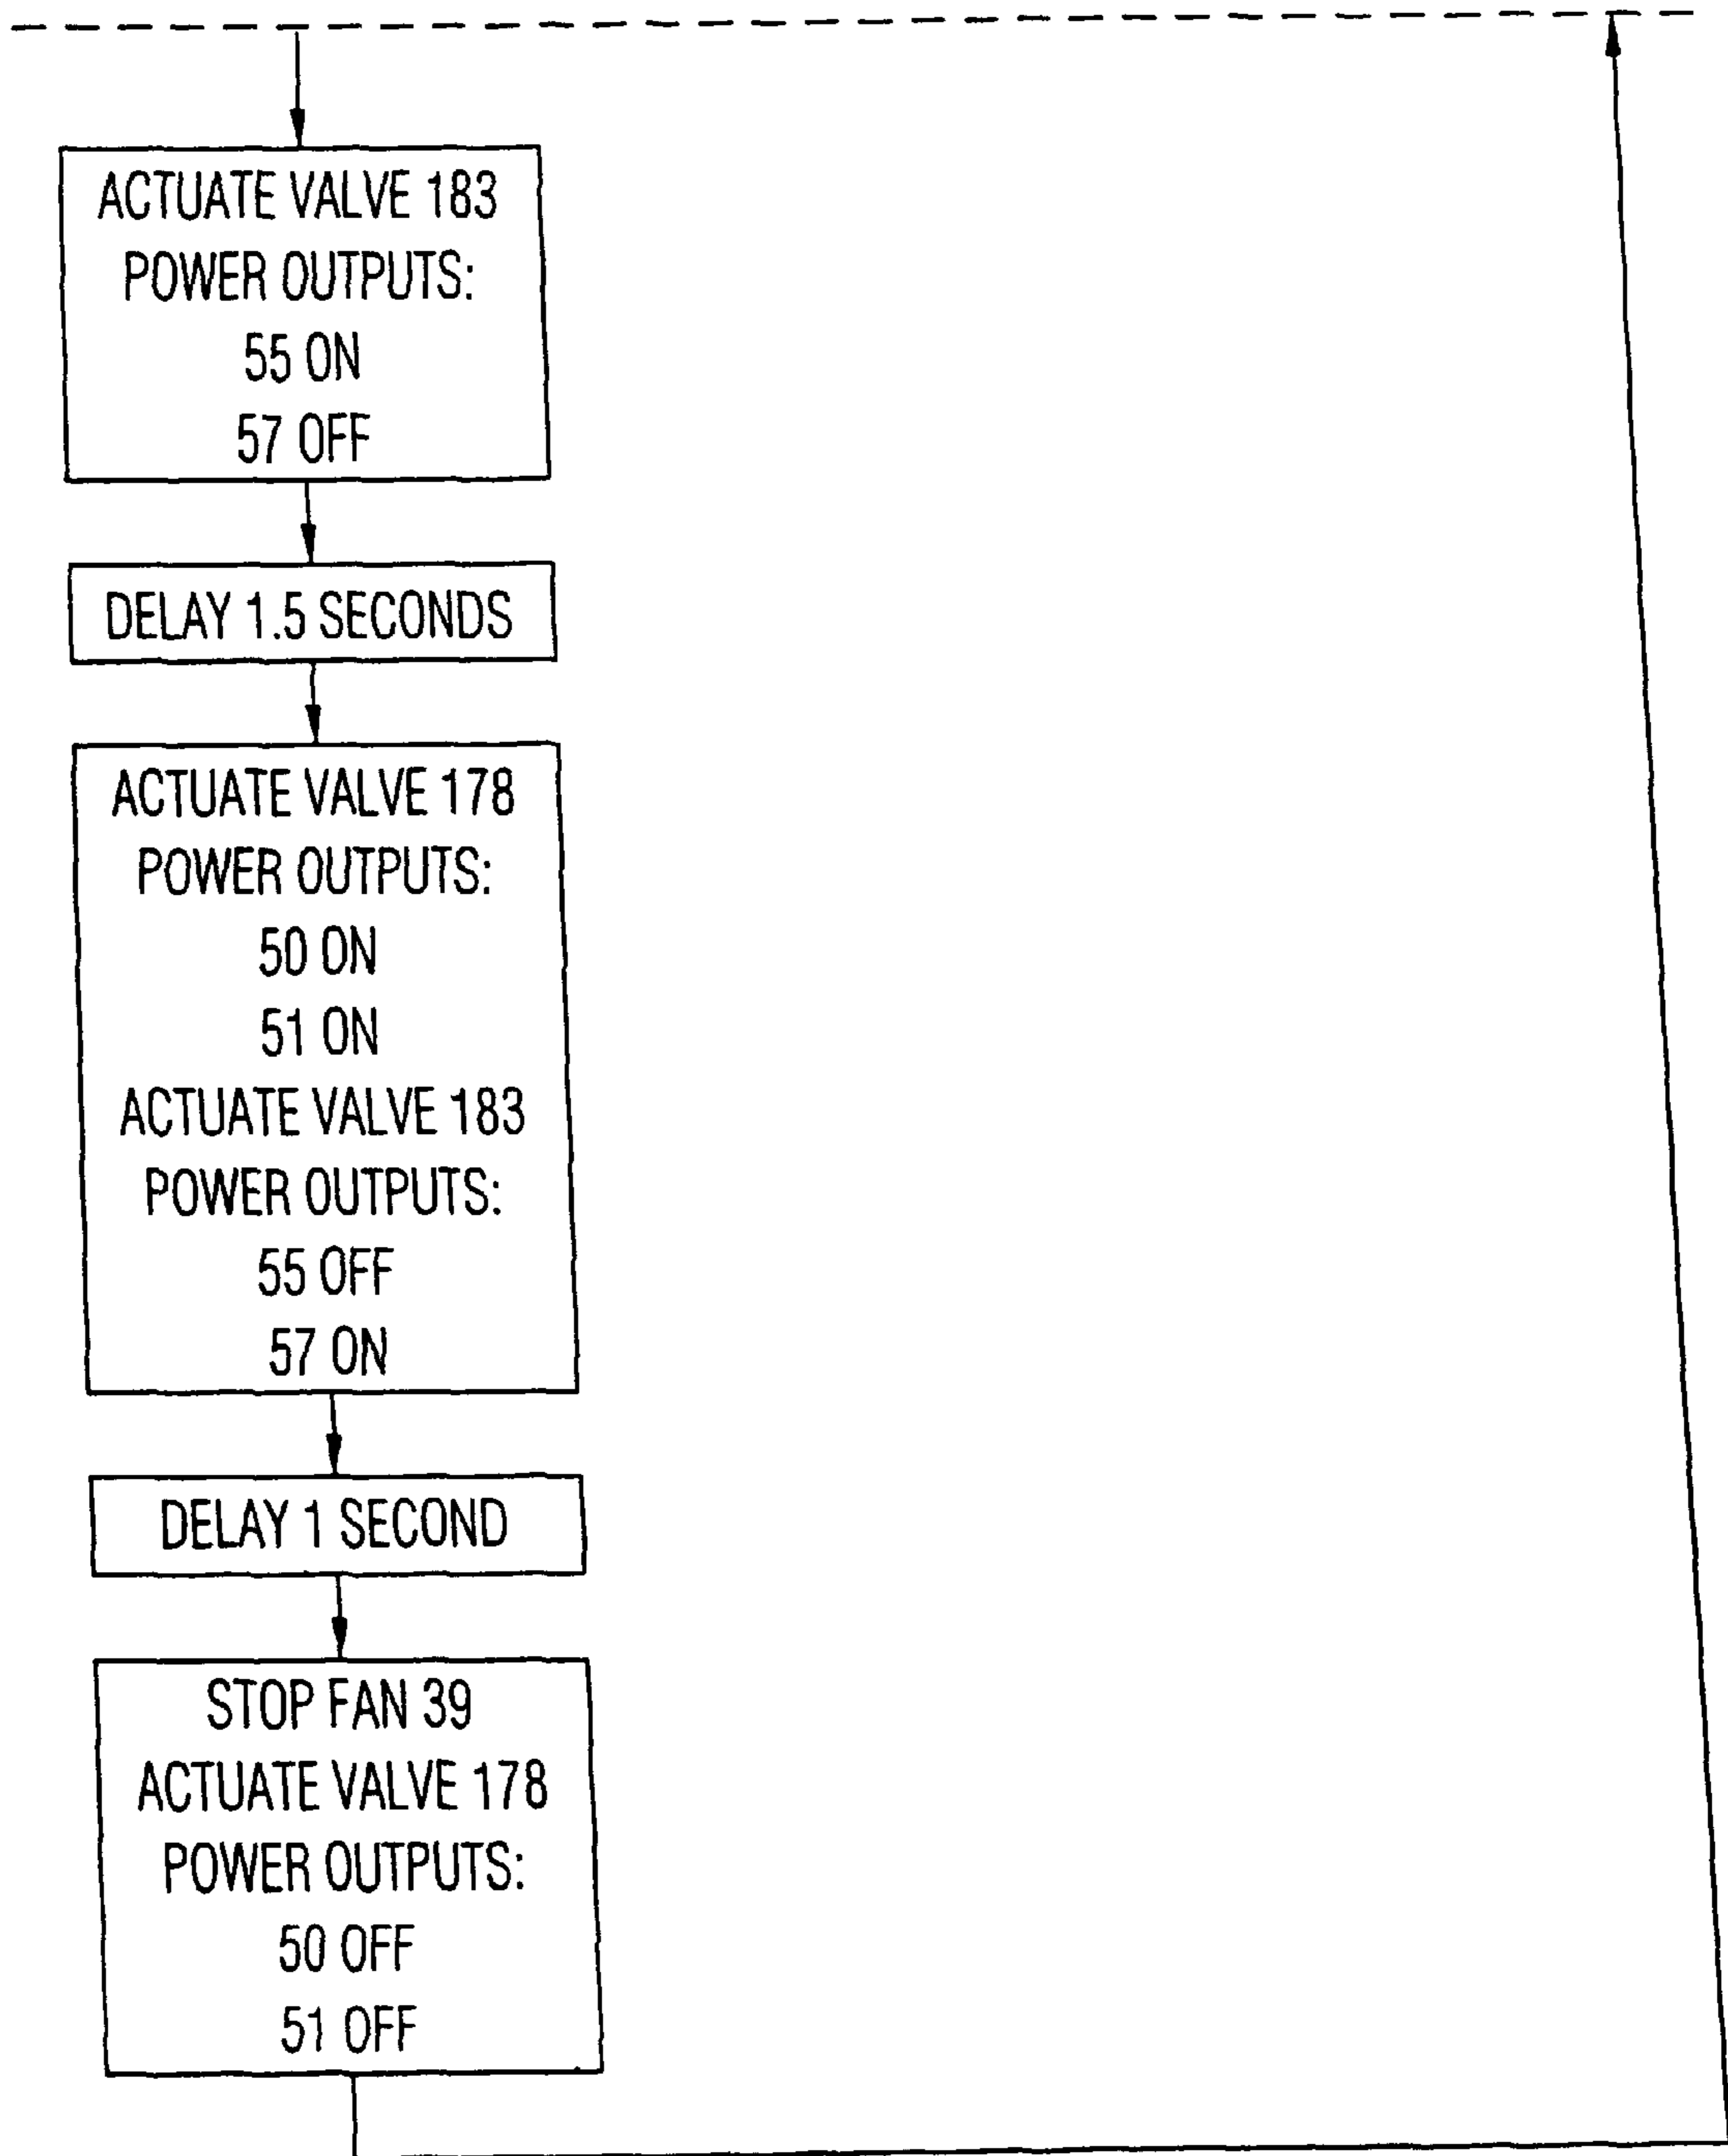 ACTUATE VALVE 183
POWER OUTPUTS:
55 ON
57 OFF
DELAY 1.5 SECONDS
ACTUATE VALVE 178
POWER OUTPUTS:
50 ON
51 ON
ACTUATE VALVE 183
POWER OUTPUTS:
55 OFF
57 ON
DELAY 1 SECOND
STOP FAN 39
ACTUATE VALVE 178
POWER OUTPUTS:
50 OFF
51 OFF